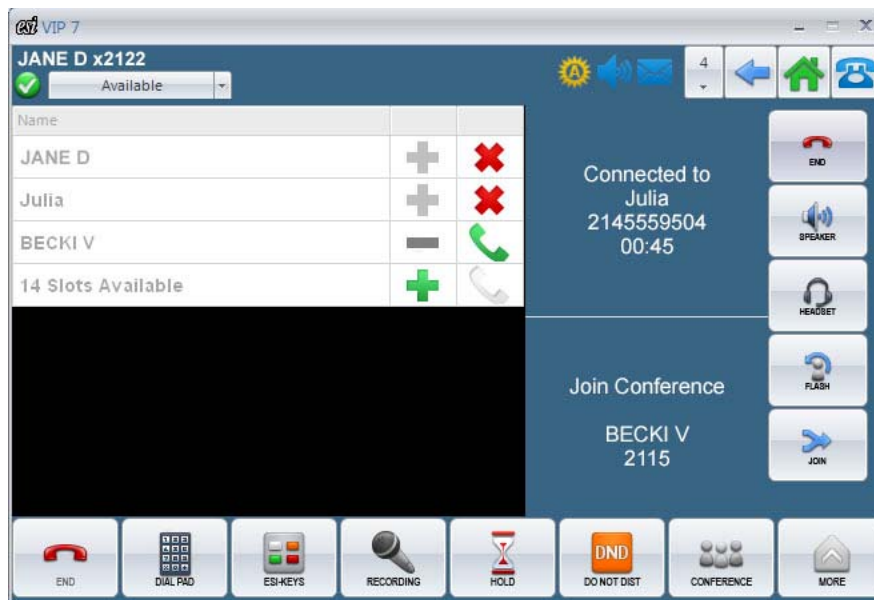 esi VIP 7
JANE D x2122
Available
A
4
Name
JANE D
Julia
BECKI V
14 Slots Available
Connected to
Julia
2145559504
00:45
Join Conference
BECKI V
2115
END
SPEAKER
HEADSET
FLASH
JOIN
END
DIAL PAD
ESI-KEYS
RECORDING
HOLD
DND
DO NOT DIST
CONFERENCE
MORE